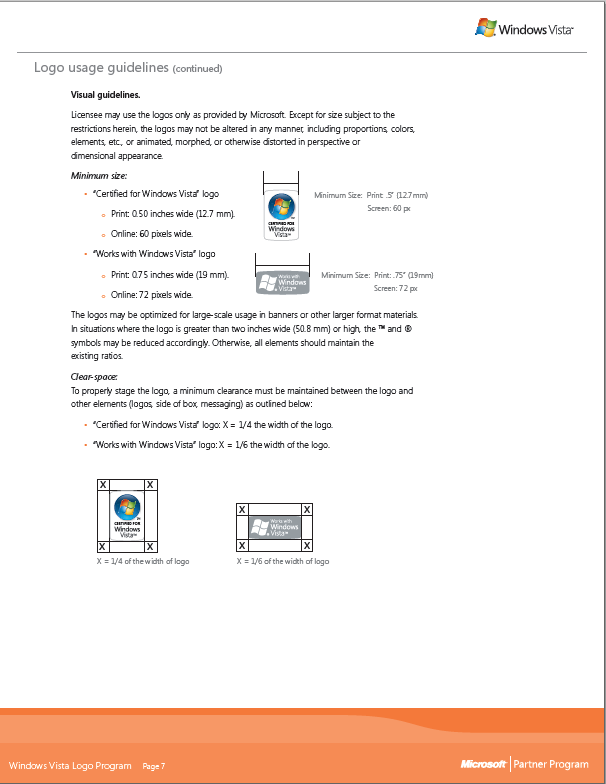 Windows Vista™
Logo usage guidelines (continued)
Visual guidelines.
Licensee may use the logos only as provided by Microsoft. Except for size subject to the
restrictions herein, the logos may not be altered in any manner, including proportions, colors,
elements, etc., or animated, morphed, or otherwise distorted in perspective or
dimensional appearance.
Minimum size:
• “Certified for Windows Vista” logo
o Print: 0.50 inches wide (12.7 mm).
o Online: 60 pixels wide.
CERTIFIED FOR
Windows
Vista™
Minimum Size: Print: .5” (12.7 mm)
Screen: 60 px
• “Works with Windows Vista” logo
o Print: 0.75 inches wide (19 mm).
o Online: 72 pixels wide.
Works with
Windows
Vista™
Minimum Size: Print: .75” (19mm)
Screen: 72 px
The logos may be optimized for large-scale usage in banners or other larger format materials.
In situations where the logo is greater than two inches wide (50.8 mm) or high, the ™ and ®
symbols may be reduced accordingly. Otherwise, all elements should maintain the
existing ratios.
Clear-space:
To properly stage the logo, a minimum clearance must be maintained between the logo and
other elements (logos, side of box, messaging) as outlined below:
• “Certified for Windows Vista” logo: X = 1/4 the width of the logo.
• “Works with Windows Vista” logo: X = 1/6 the width of the logo.
X X
CERTIFIED FOR
Windows
Vista™
X X
X = 1/4 of the width of logo
X X
Works with
Windows
Vista™
X X
X = 1/6 of the width of logo
Windows Vista Logo Program Page 7
Microsoft | Partner Program